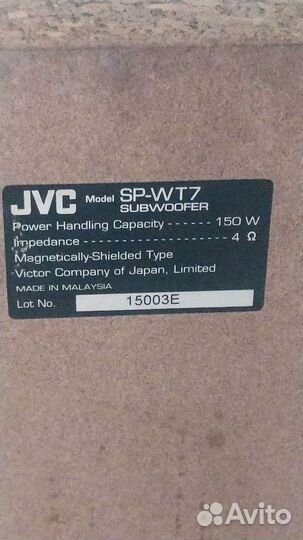 JVC Model SP-WT7
SUBWOOFER
Power Handling Capacity ------ 150 W
Impedance ---------------- 4 Ω
Magnetically-Shielded Type
Victor Company of Japan, Limited
MADE IN MALAYSIA
Lot No. 15003E
Avito